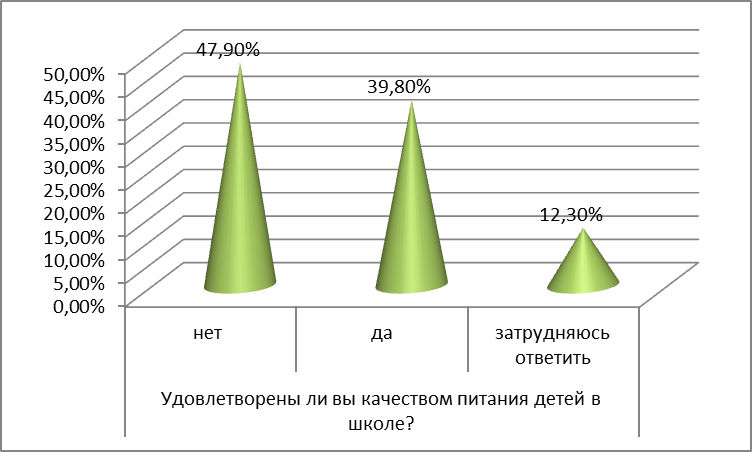 47,90%
39,80%
12,30%
50,00%
45,00%
40,00%
35,00%
30,00%
25,00%
20,00%
15,00%
10,00%
5,00%
0,00%
нет
да
затрудняюсь
ответить
Удовлетворены ли вы качеством питания детей в
школе?